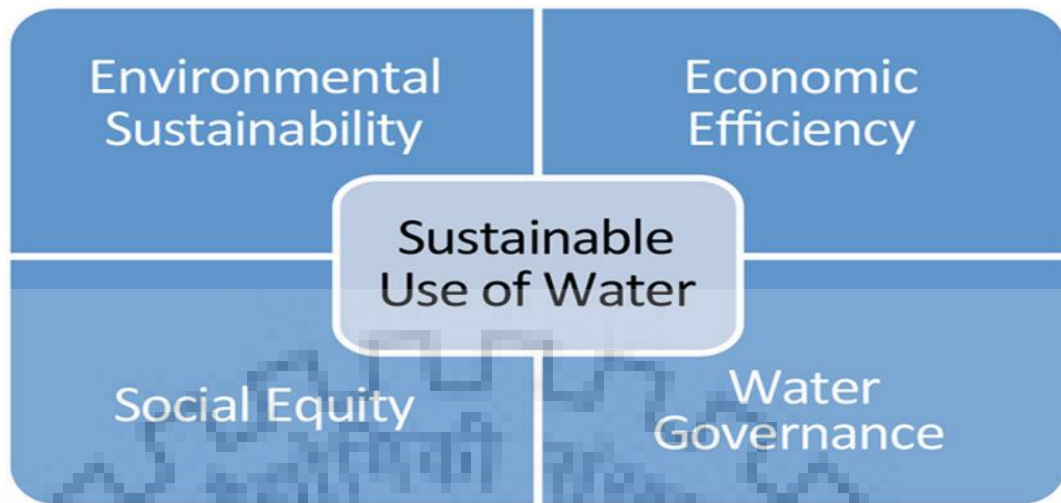 Environmental
Sustainability
Economic
Efficiency
Sustainable
Use of Water
Social Equity
Water
Governance